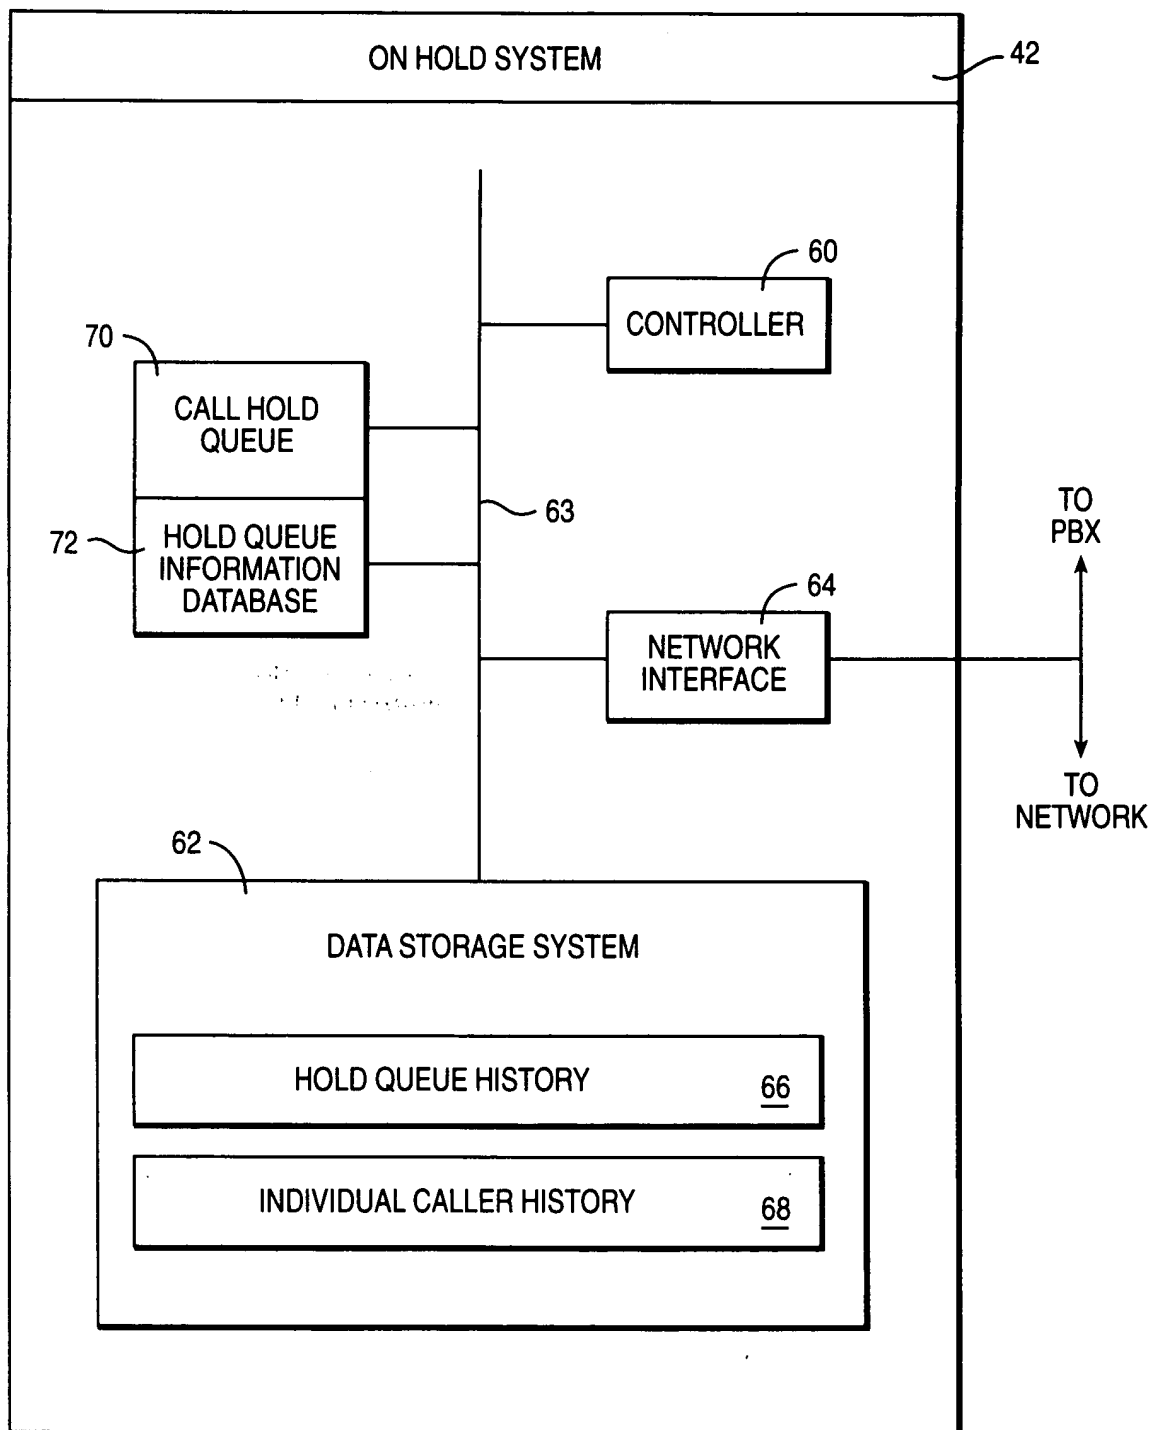 ON HOLD SYSTEM
42
60
CONTROLLER
70
CALL HOLD
QUEUE
63
TO
PBX
72
HOLD QUEUE
INFORMATION
DATABASE
64
NETWORK
INTERFACE
TO
NETWORK
62
DATA STORAGE SYSTEM
HOLD QUEUE HISTORY 66
INDIVIDUAL CALLER HISTORY 68